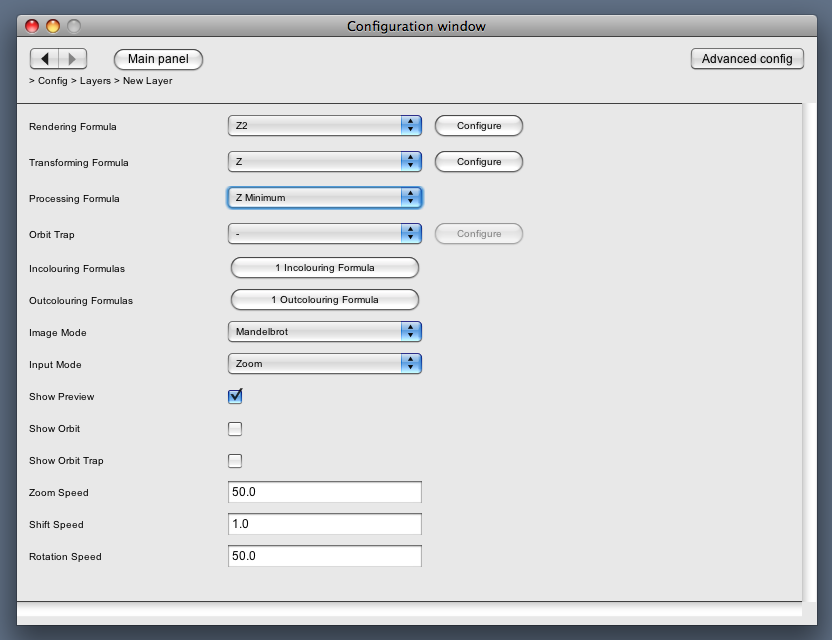 Configuration window
Main panel Advanced config
> Config > Layers > New Layer
Rendering Formula Z2 Configure
Transforming Formula Z Configure
Processing Formula Z Minimum
Orbit Trap - Configure
Incolouring Formulas 1 Incolouring Formula
Outcolouring Formulas 1 Outcolouring Formula
Image Mode Mandelbrot
Input Mode Zoom
Show Preview
Show Orbit
Show Orbit Trap
Zoom Speed 50.0
Shift Speed 1.0
Rotation Speed 50.0